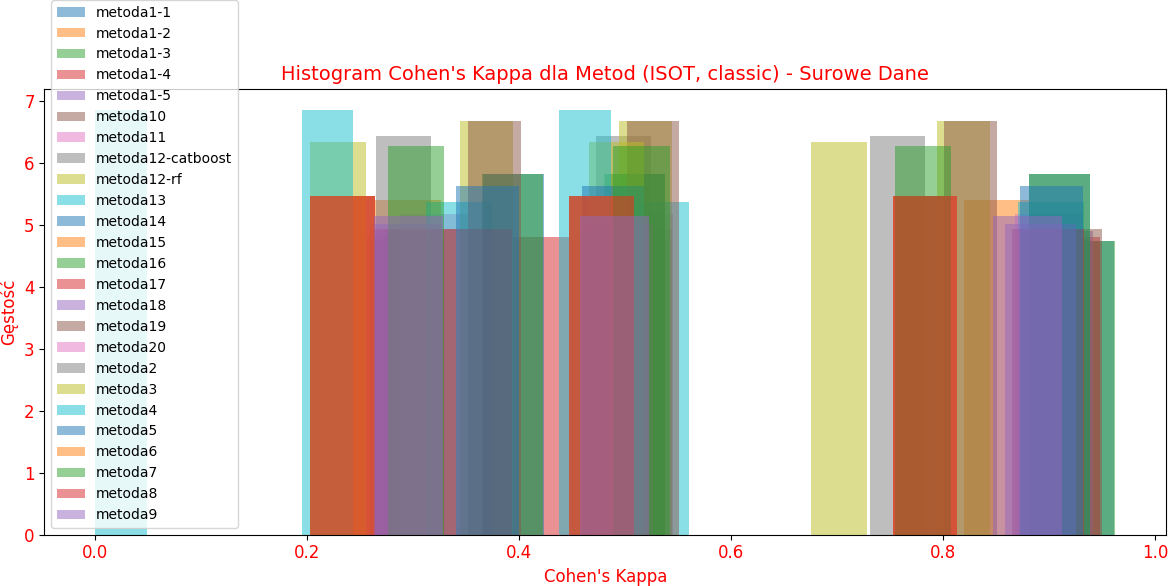 metoda1-1
metoda1-2
metoda1-3
metoda1-4
metoda1-5
metoda10
metoda11
metoda12-catboost
metoda12-rf
metoda13
metoda14
metoda15
metoda16
metoda17
metoda18
metoda19
metoda20
metoda2
metoda3
metoda4
metoda5
metoda6
metoda7
metoda8
metoda9
Histogram Cohen's Kappa dla Metod (ISOT, classic) - Surowe Dane
Gęstość
7
6
5
4
3
2
1
0
0.0 0.2 0.4 0.6 0.8 1.0
Cohen's Kappa